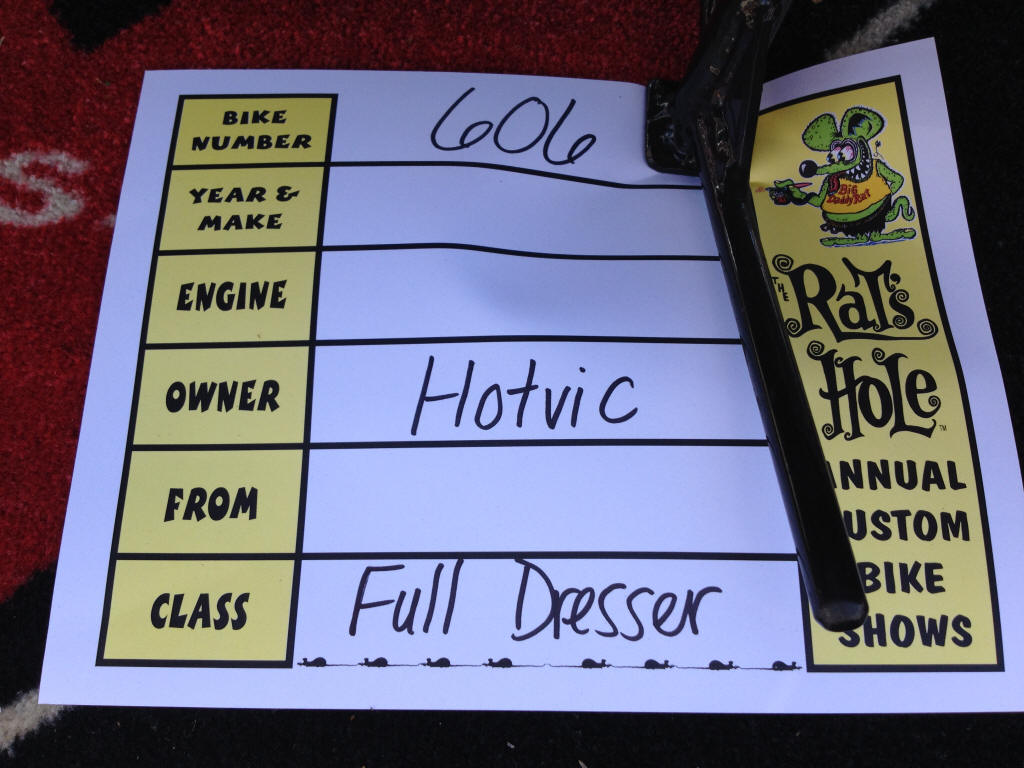 BIKE
NUMBER
606
YEAR &
MAKE
ENGINE
OWNER
Hotvic
FROM
CLASS
Full Dresser
Big
Daddy Rat
THE
RAT'S
HOLE
TM
ANNUAL
CUSTOM
BIKE
SHOWS
S.